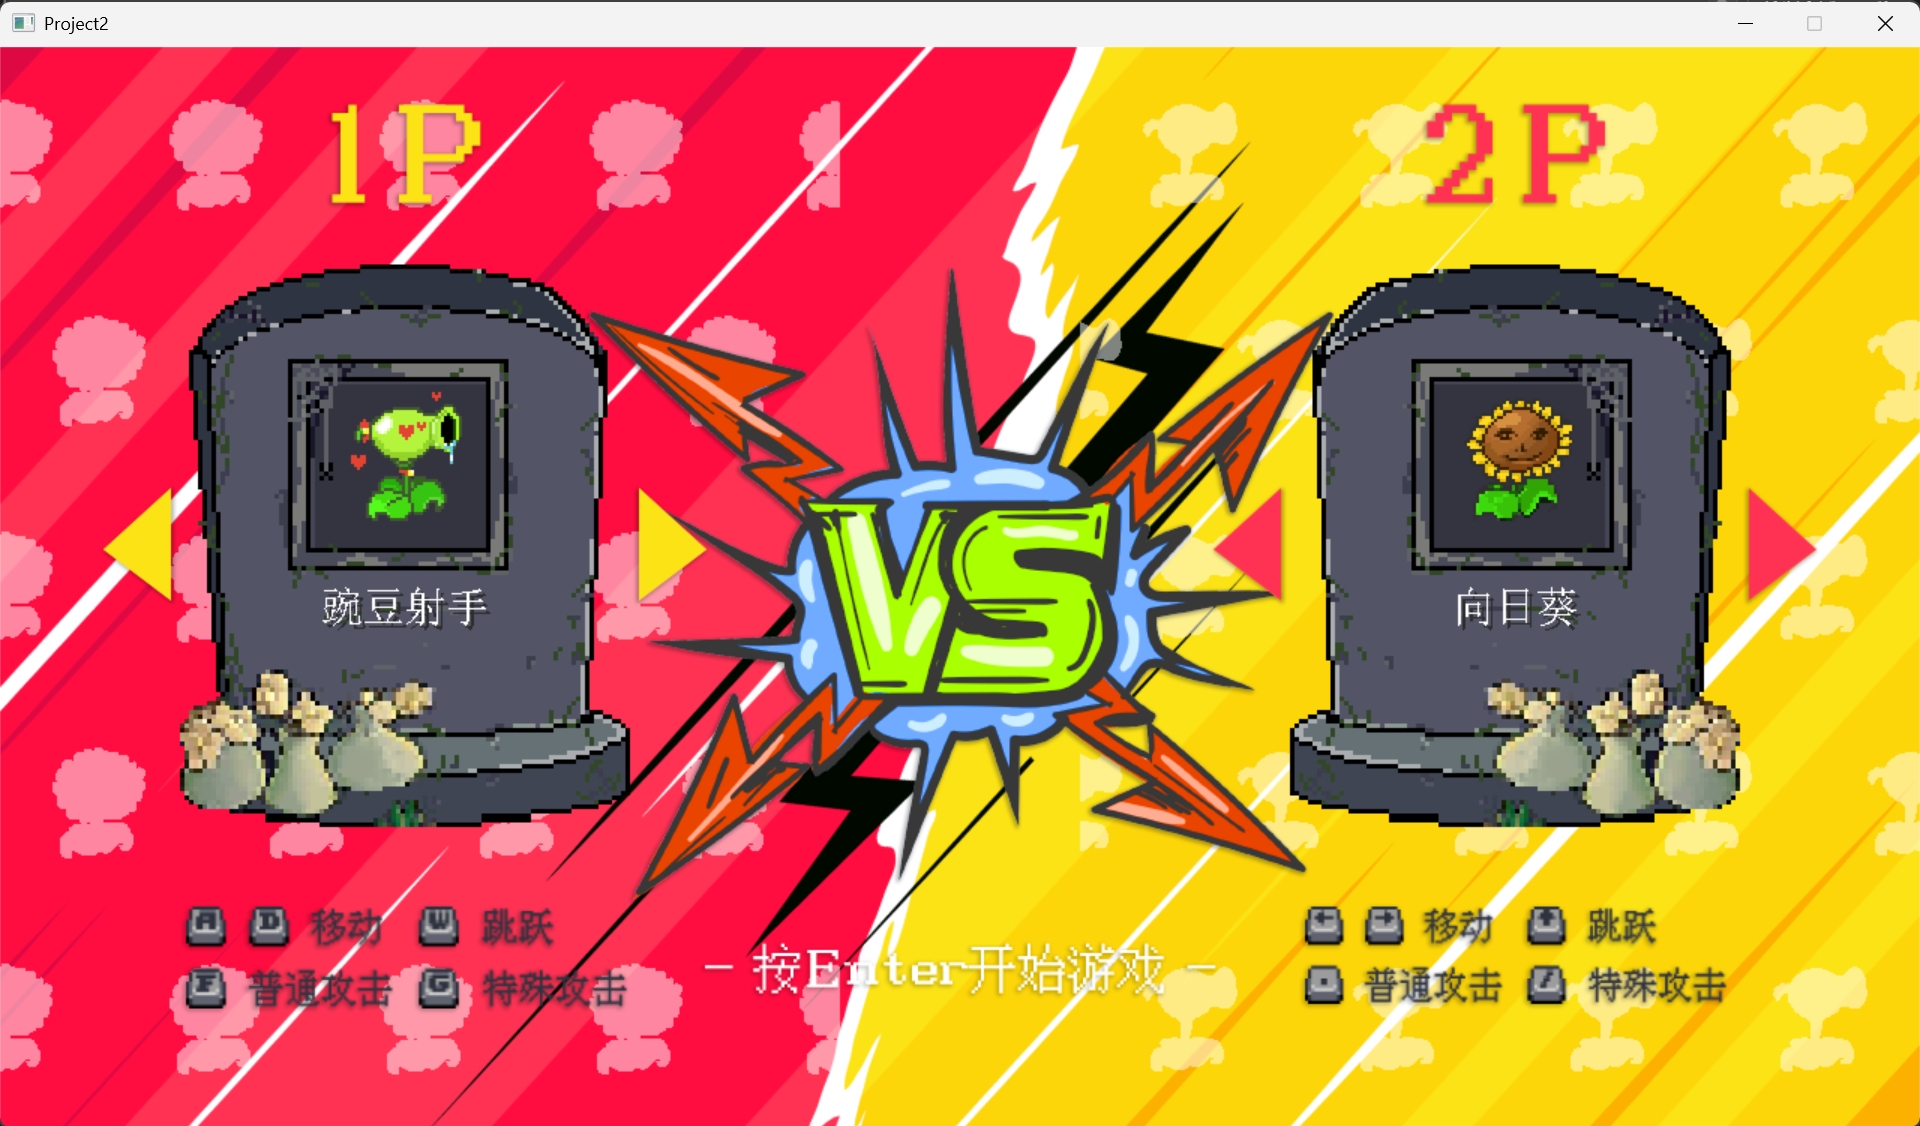 Project2
1P
2P
VS
豌豆射手
向日葵
A D 移动 W 跳跃
F 普通攻击 G 特殊攻击
- 按Enter开始游戏 -
← → 移动 ↑ 跳跃
. 普通攻击 / 特殊攻击